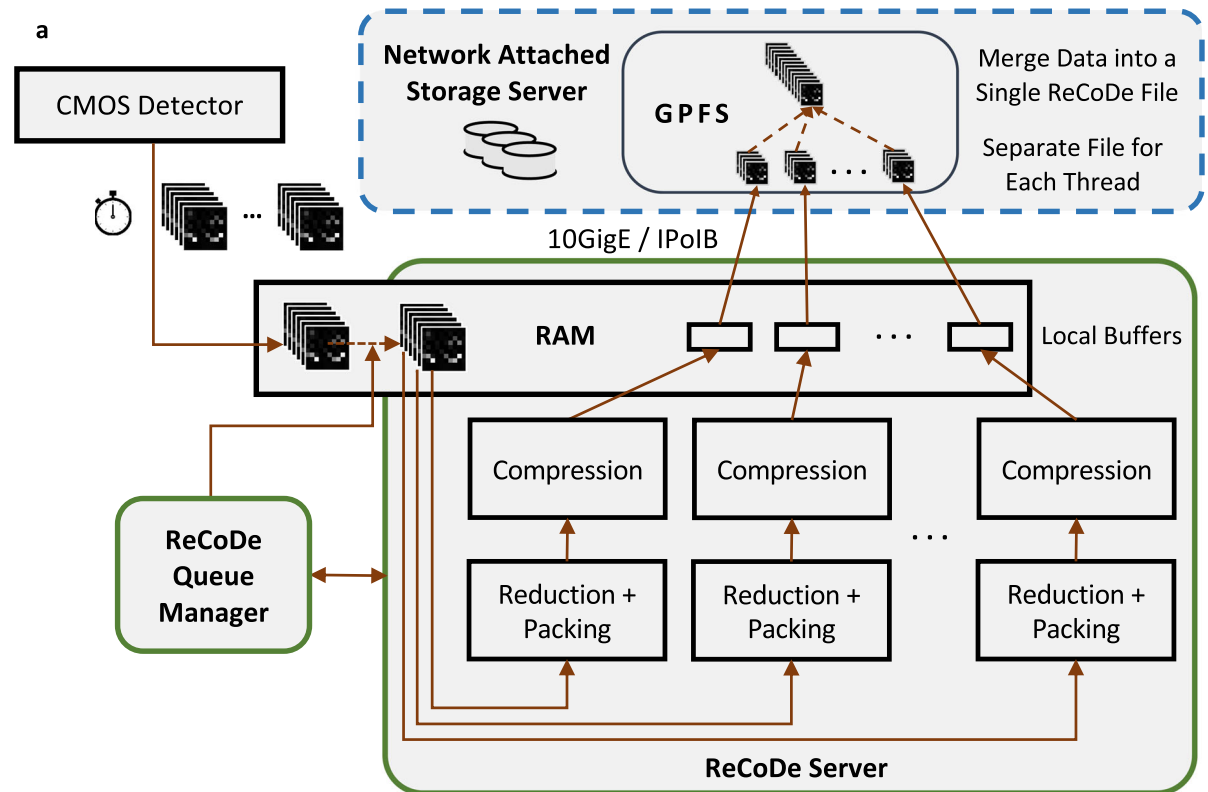 a
CMOS Detector
Network Attached
Storage Server
GPFS
Merge Data into a
Single ReCoDe File
Separate File for
Each Thread
...
...
10GigE / IPoIB
RAM
...
Local Buffers
Compression
Compression
Compression
...
ReCoDe
Queue
Manager
Reduction +
Packing
Reduction +
Packing
Reduction +
Packing
ReCoDe Server